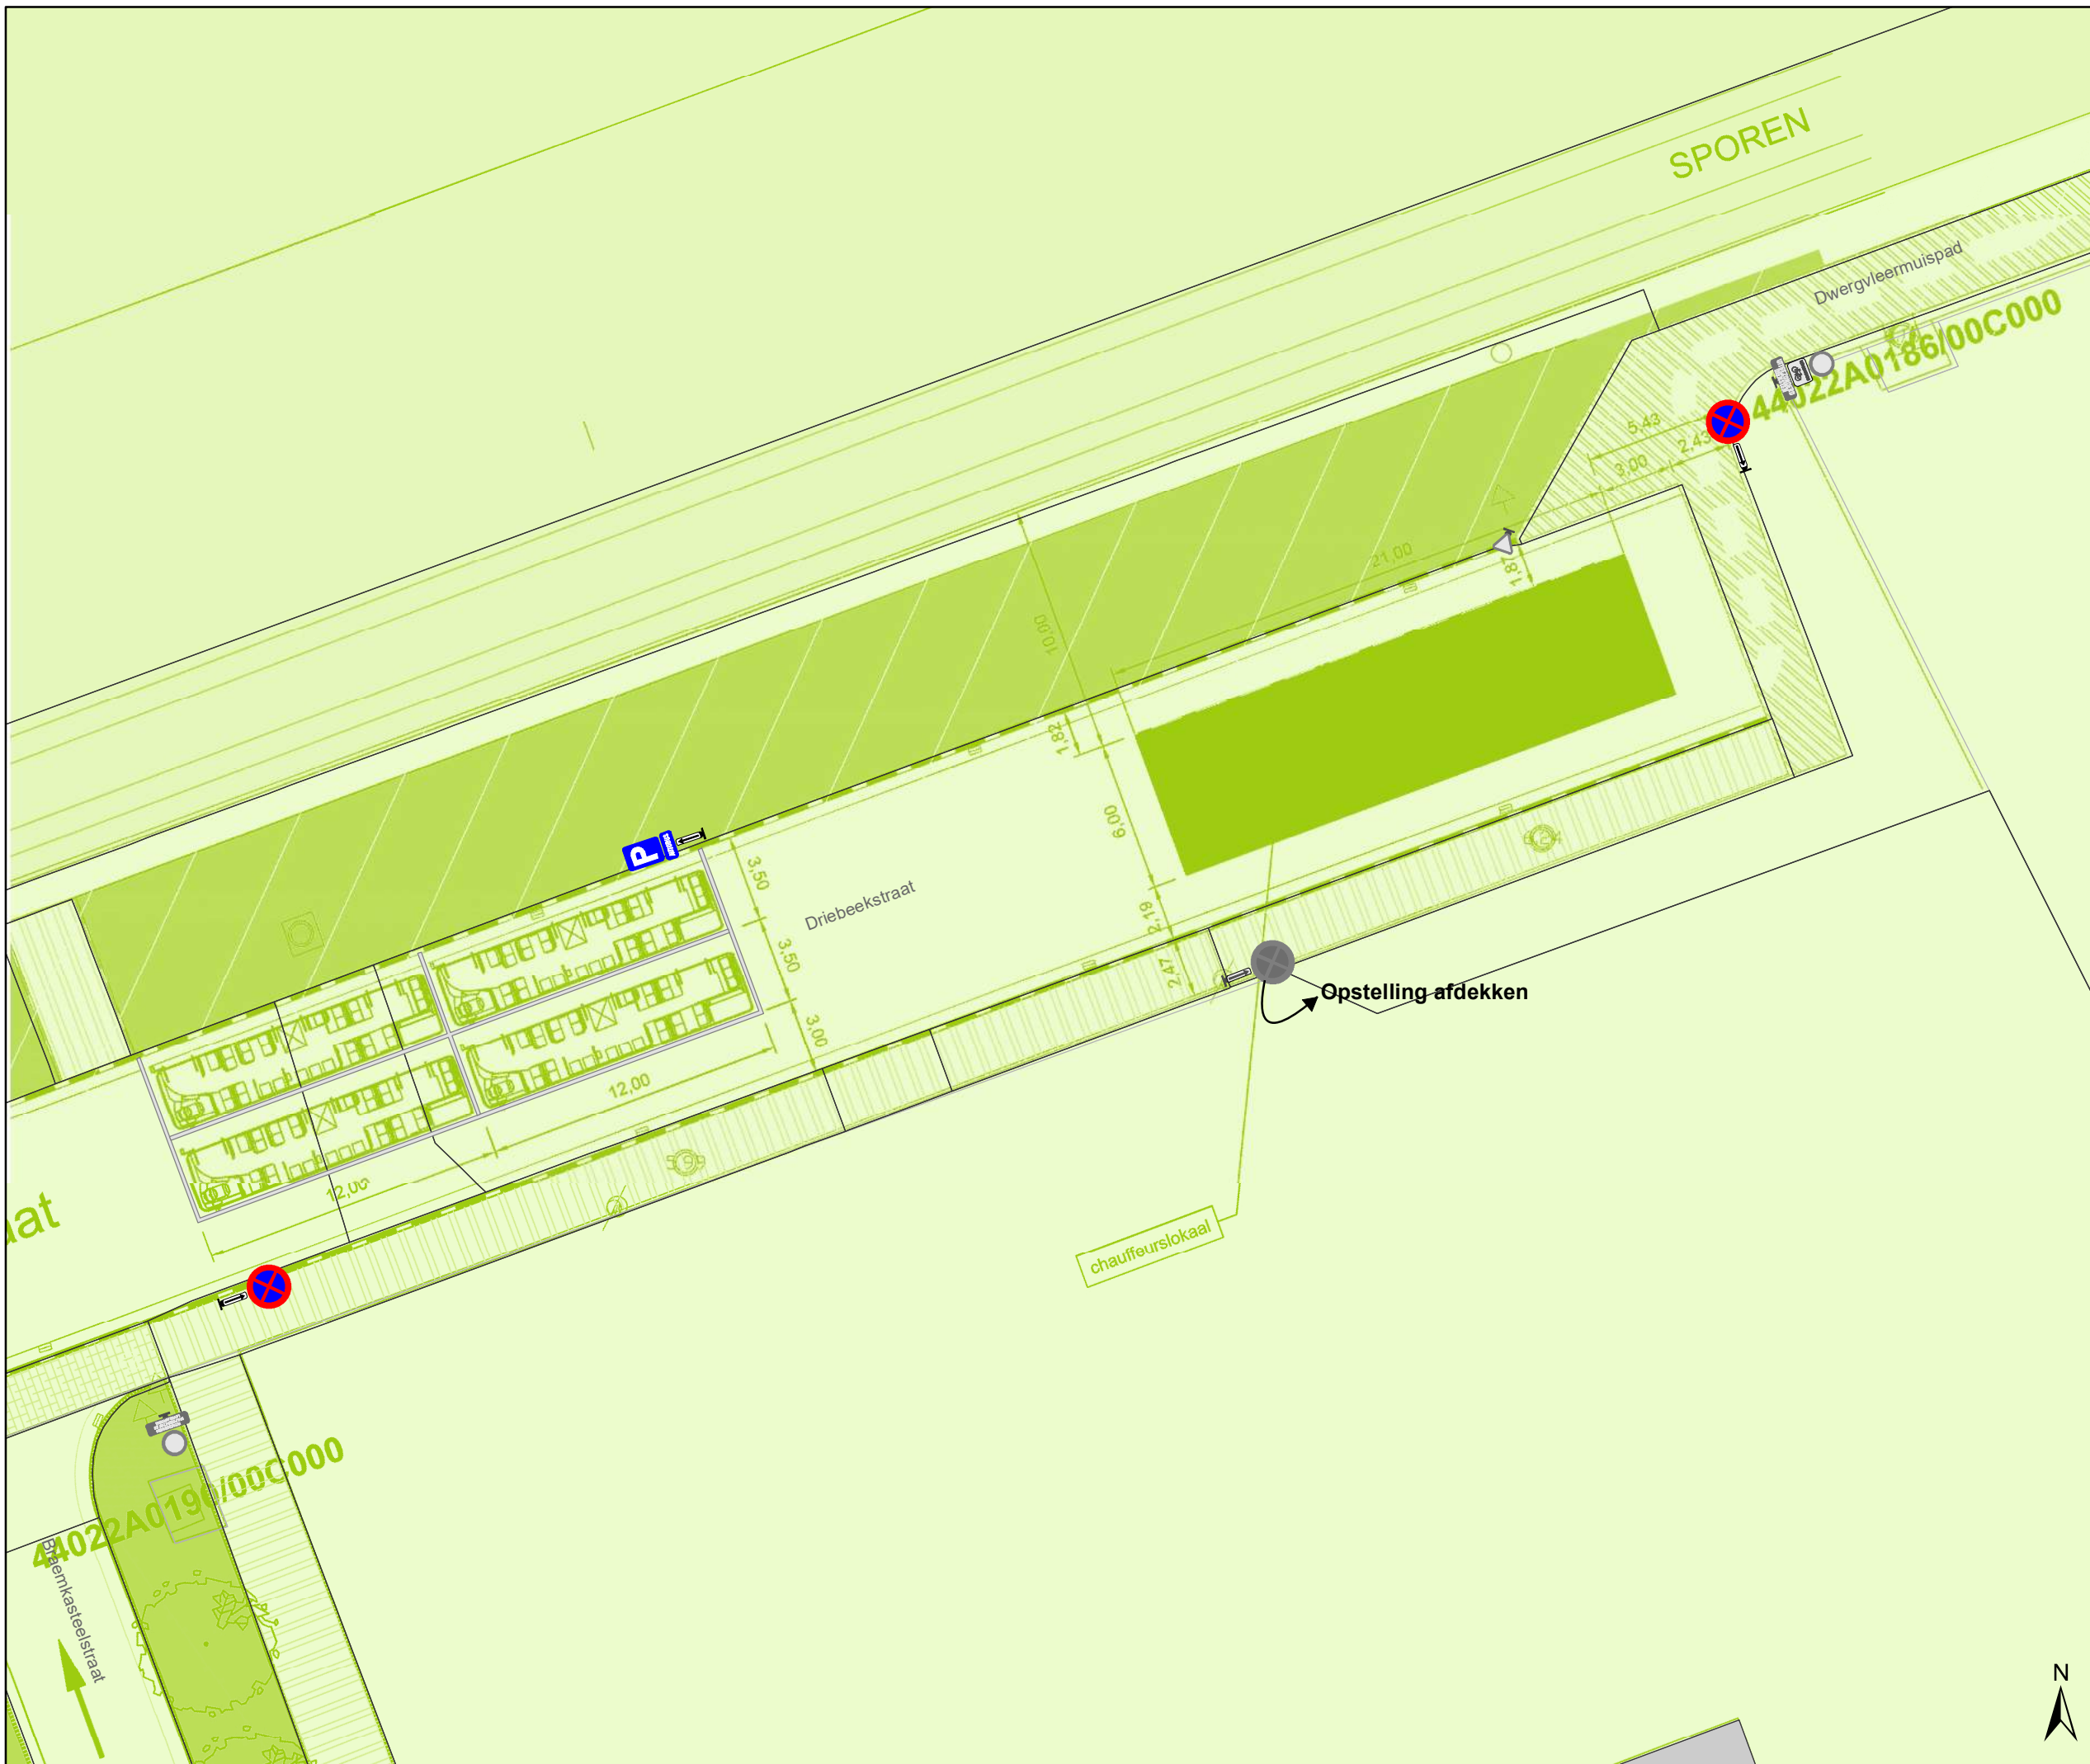 SPOREN
Dwergvleermuispad
44022A0186/00C000
5,43
2,43
3,00
21,00
1,87
10,00
1,82
6,00
P
3,50
Driebeekstraat
2,19
3,50
2,47
Opstelling afdekken
3,00
12,00
12,00
aat
chauffeurslokaal
44022A0196/00C000
Braemkasteelstraat
N